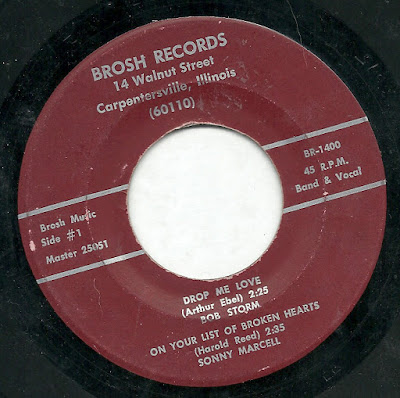 BROSH RECORDS
14 Walnut Street
Carpentersville, Illinois
(60110)
BR-1400
45 R.P.M.
Band & Vocal
Brosh Music
Side #1
Master 25051
DROP ME LOVE
(Arthur Ebel) 2:25
BOB STORM
ON YOUR LIST OF BROKEN HEARTS
(Harold Reed) 2:35
SONNY MARCELL